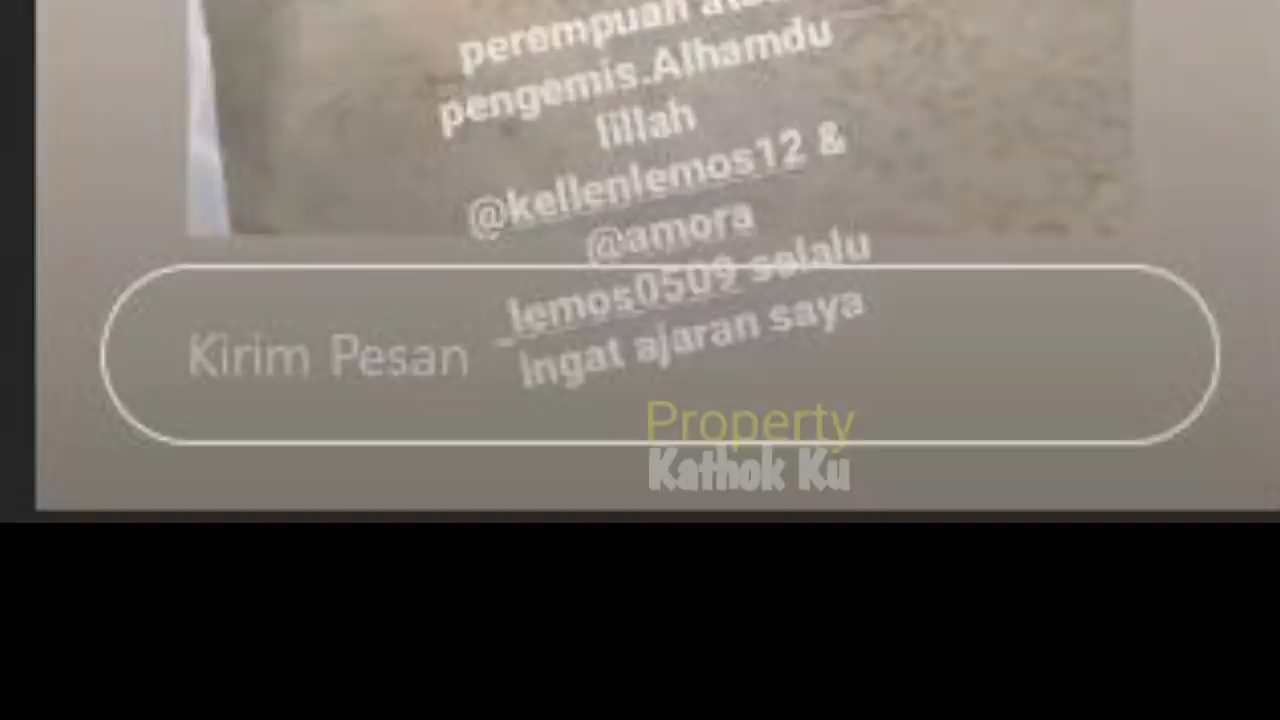 perempuan
pengemis.Alhamdu
lillah
@kellenlemos12 &
@amora
_lemos0509 selalu
ingat ajaran saya
Kirim Pesan
Property
Kathok Ku